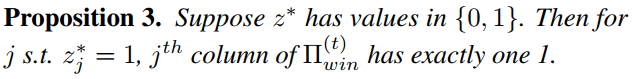 Proposition 3. Suppose z* has values in {0, 1}. Then for
j s.t. z*_j = 1, j^th column of Π^(t)_win has exactly one 1.